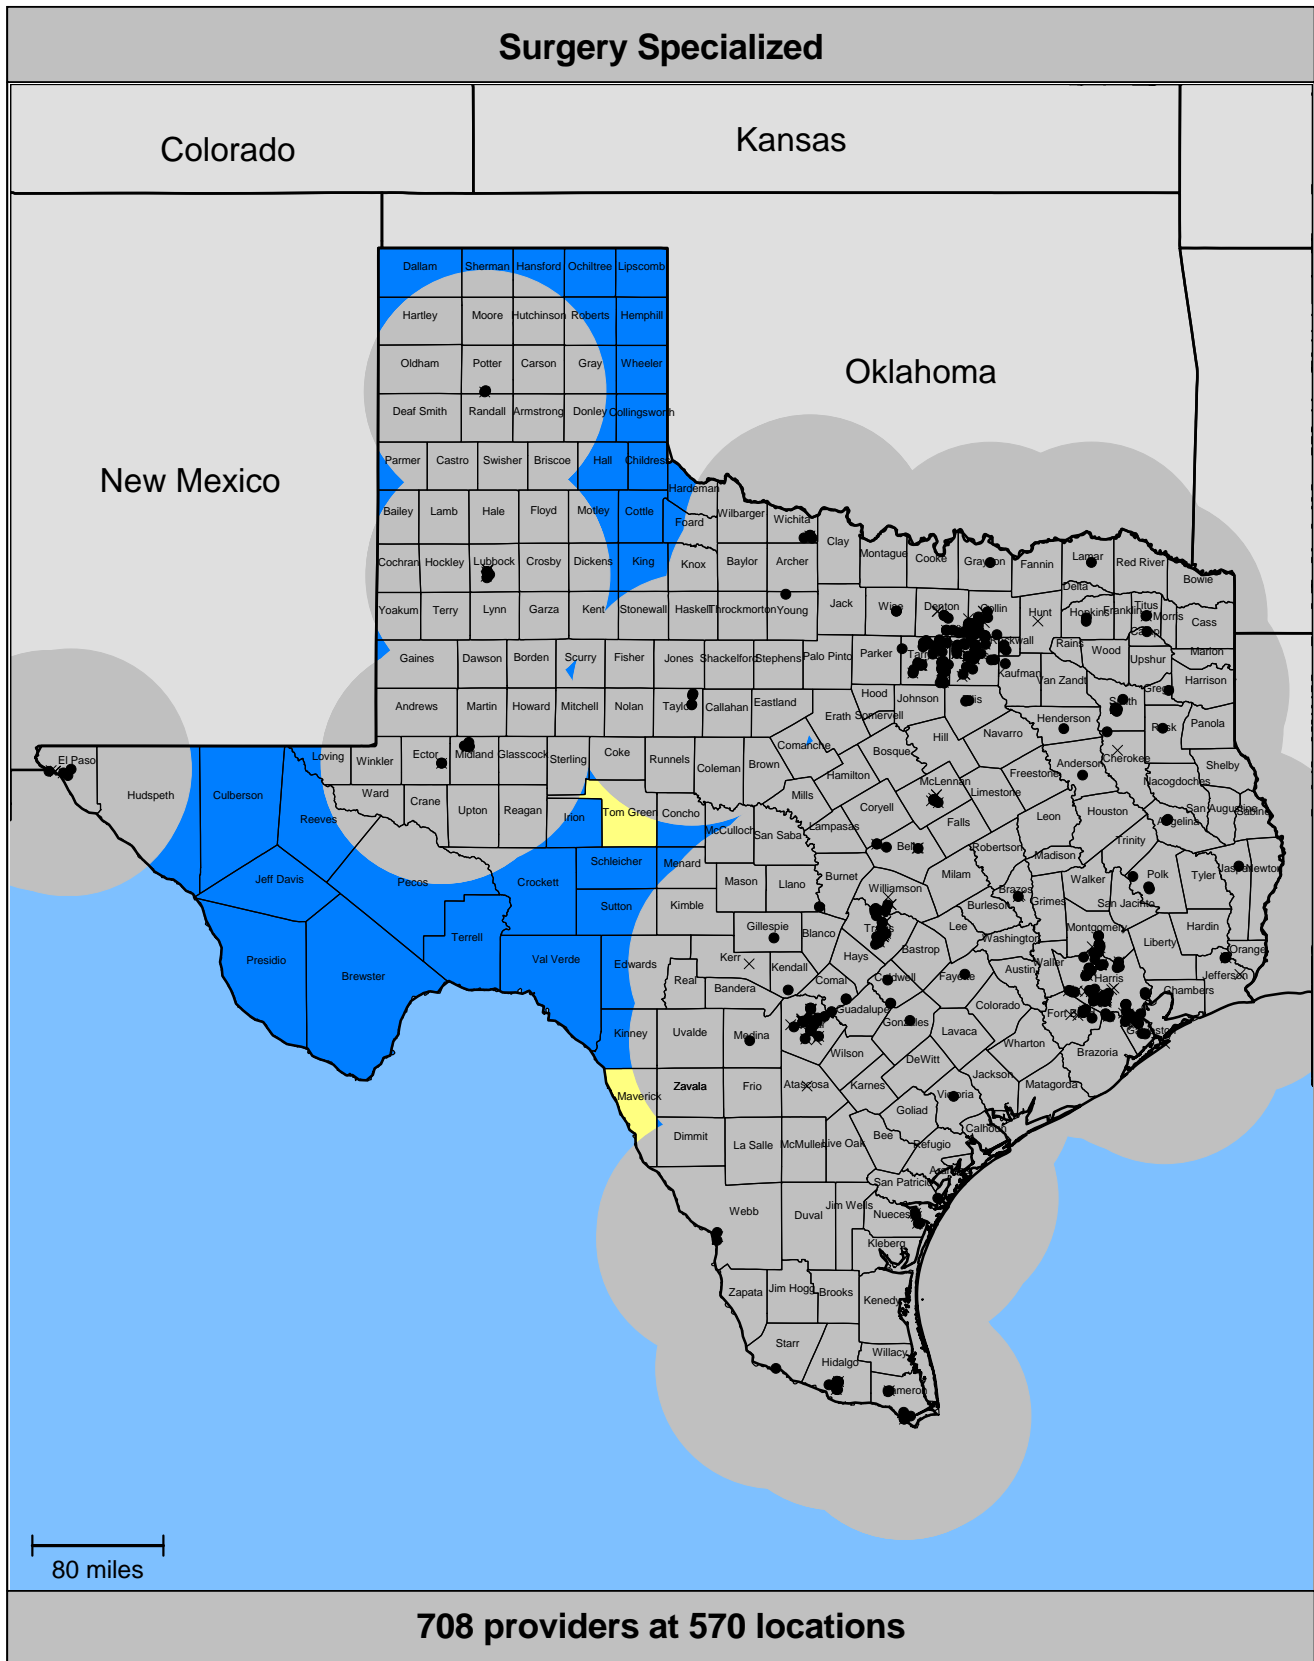 Surgery Specialized
Colorado
Kansas
Oklahoma
New Mexico
Dallam Sherman Hansford Ochiltree Lipscomb
Hartley Moore Hutchinson Roberts Hemphill
Oldham Potter Carson Gray Wheeler
Deaf Smith Randall Armstrong Donley Collingsworth
Parmer Castro Swisher Briscoe Hall Childress
Hardeman
Bailey Lamb Hale Floyd Motley Cottle Foard Wilbarger Wichita
Clay Montague Cooke Grayson Fannin Lamar Red River Bowie
Cochran Hockley Lubbock Crosby Dickens King Knox Baylor Archer
Delta
Yoakum Terry Lynn Garza Kent Stonewall Haskell Throckmorton Young Jack Wise Denton Collin Hunt Hopkins Franklin Titus Morris Cass
Camp
Gaines Dawson Borden Scurry Fisher Jones Shackelford Stephens Palo Pinto Parker Rockwall Rains Wood Upshur Marion
Kaufman Van Zandt Harrison
Andrews Martin Howard Mitchell Nolan Taylor Callahan Eastland Erath Hood Somervell Johnson Ellis Henderson Smith Gregg Rusk Panola
Comanche Bosque Hill Navarro
El Paso Hudspeth Culberson Loving Winkler Ector Midland Glasscock Sterling Coke Runnels Coleman Brown Hamilton McLennan Limestone Freestone Anderson Cherokee Nacogdoches Shelby
Reeves Ward Crane Upton Reagan Irion Tom Green Concho McCulloch San Saba Mills Lampasas Coryell Falls Leon Houston Angelina San Augustine Sabine
Jeff Davis Pecos Crockett Schleicher Menard Mason Llano Burnet Bell Robertson Madison Trinity
Milam Walker Polk Tyler Jasper Newton
Sutton Kimble Williamson Brazos Grimes San Jacinto
Presidio Brewster Terrell Val Verde Edwards Gillespie Blanco Travis Burleson Lee Washington Montgomery Liberty Hardin Orange
Kerr Kendall Hays Bastrop Austin Waller Harris Jefferson
Real Bandera Comal Caldwell Fayette Colorado Chambers
Kinney Uvalde Medina Guadalupe Gonzales Lavaca Wharton Brazoria
Wilson DeWitt
Maverick Zavala Frio Atascosa Karnes Jackson Matagorda
Victoria Goliad Calhoun
Dimmit La Salle McMullen Live Oak Bee Refugio
San Patricio
Webb Duval Jim Wells Nueces
Kleberg
Zapata Jim Hogg Brooks Kenedy
Starr Hidalgo Willacy
Cameron
80 miles
708 providers at 570 locations